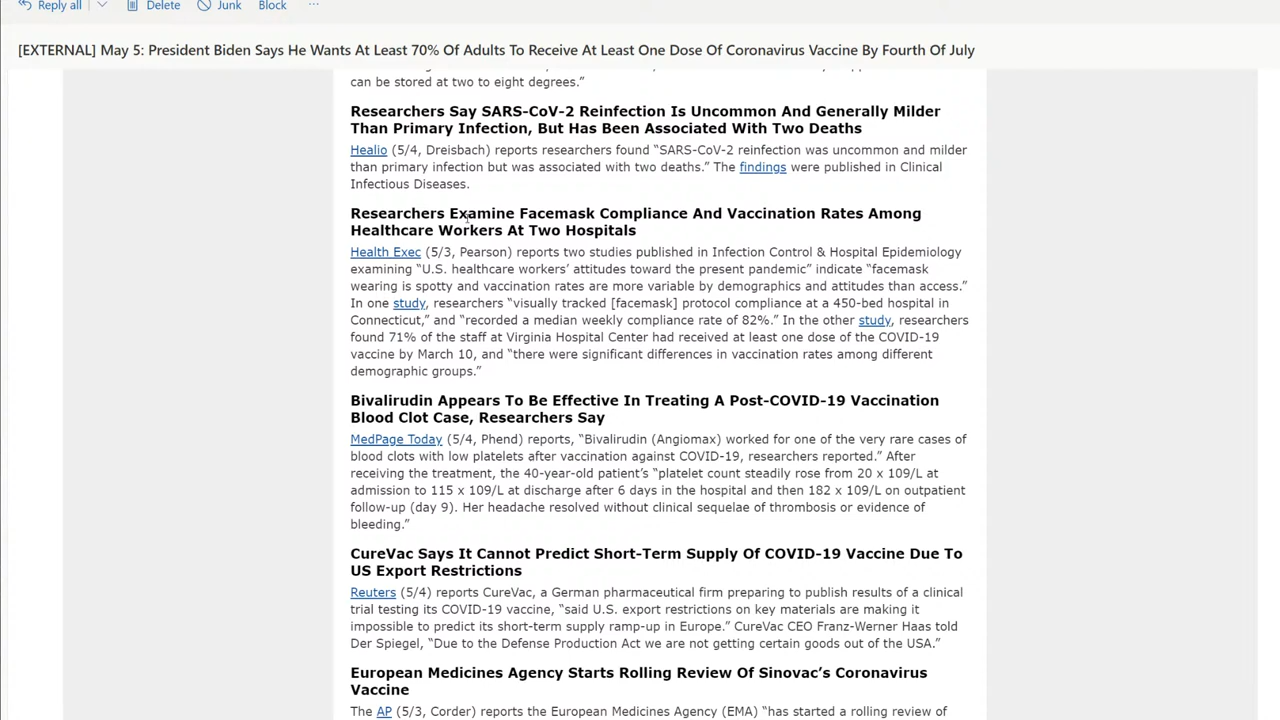 Reply all Delete Junk Block ...
[EXTERNAL] May 5: President Biden Says He Wants At Least 70% Of Adults To Receive At Least One Dose Of Coronavirus Vaccine By Fourth Of July
can be stored at two to eight degrees.”
Researchers Say SARS-CoV-2 Reinfection Is Uncommon And Generally Milder
Than Primary Infection, But Has Been Associated With Two Deaths
Healio (5/4, Dreisbach) reports researchers found “SARS-CoV-2 reinfection was uncommon and milder
than primary infection but was associated with two deaths.” The findings were published in Clinical
Infectious Diseases.
Researchers Examine Facemask Compliance And Vaccination Rates Among
Healthcare Workers At Two Hospitals
Health Exec (5/3, Pearson) reports two studies published in Infection Control & Hospital Epidemiology
examining “U.S. healthcare workers’ attitudes toward the present pandemic” indicate “facemask
wearing is spotty and vaccination rates are more variable by demographics and attitudes than access.”
In one study, researchers “visually tracked [facemask] protocol compliance at a 450-bed hospital in
Connecticut,” and “recorded a median weekly compliance rate of 82%.” In the other study, researchers
found 71% of the staff at Virginia Hospital Center had received at least one dose of the COVID-19
vaccine by March 10, and “there were significant differences in vaccination rates among different
demographic groups.”
Bivalirudin Appears To Be Effective In Treating A Post-COVID-19 Vaccination
Blood Clot Case, Researchers Say
MedPage Today (5/4, Phend) reports, “Bivalirudin (Angiomax) worked for one of the very rare cases of
blood clots with low platelets after vaccination against COVID-19, researchers reported.” After
receiving the treatment, the 40-year-old patient’s “platelet count steadily rose from 20 x 109/L at
admission to 115 x 109/L at discharge after 6 days in the hospital and then 182 x 109/L on outpatient
follow-up (day 9). Her headache resolved without clinical sequelae of thrombosis or evidence of
bleeding.”
CureVac Says It Cannot Predict Short-Term Supply Of COVID-19 Vaccine Due To
US Export Restrictions
Reuters (5/4) reports CureVac, a German pharmaceutical firm preparing to publish results of a clinical
trial testing its COVID-19 vaccine, “said U.S. export restrictions on key materials are making it
impossible to predict its short-term supply ramp-up in Europe.” CureVac CEO Franz-Werner Haas told
Der Spiegel, “Due to the Defense Production Act we are not getting certain goods out of the USA.”
European Medicines Agency Starts Rolling Review Of Sinovac’s Coronavirus
Vaccine
The AP (5/3, Corder) reports the European Medicines Agency (EMA) “has started a rolling review of